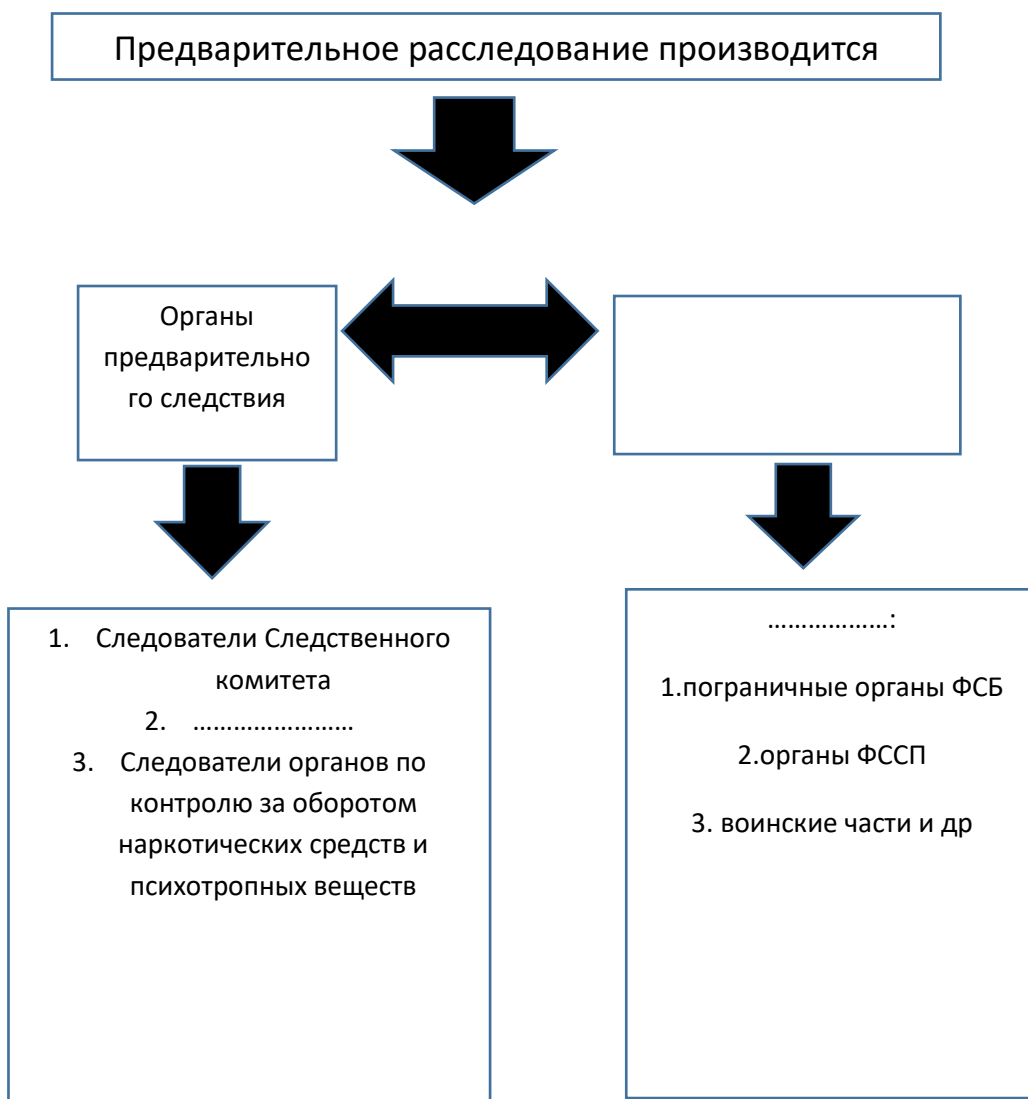 Предварительное расследование производится
Органы
предварительно
го следствия
1. Следователи Следственного
комитета
2. ……………………
3. Следователи органов по
контролю за оборотом
наркотических средств и
психотропных веществ
………………:
1.пограничные органы ФСБ
2.органы ФССП
3. воинские части и др